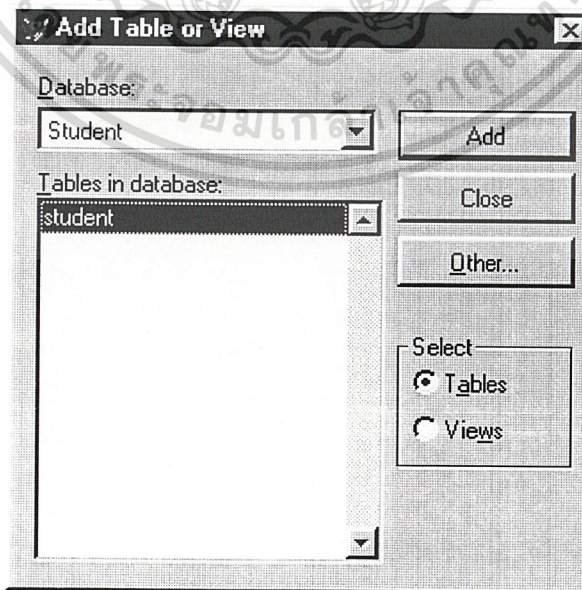 Add Table or View
Database:
Student
Add
Tables in database:
student
Close
Other...
Select
Tables
Views